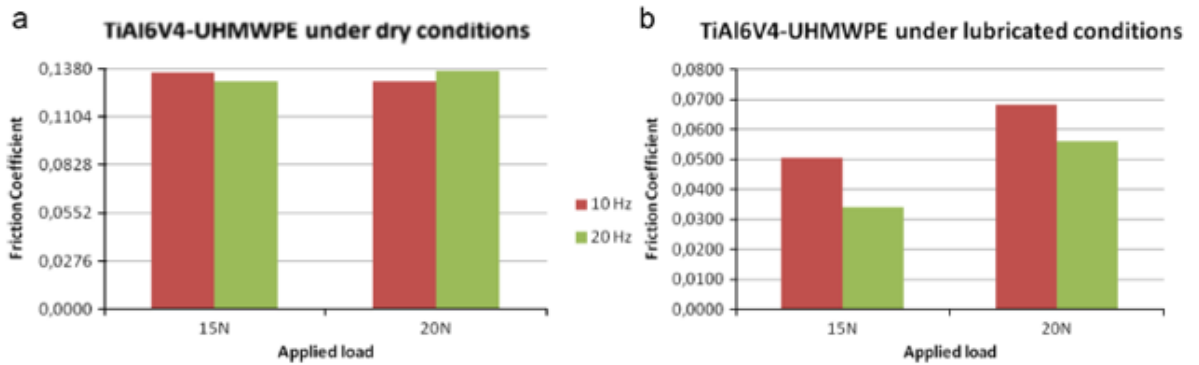 a
TiAl6V4-UHMWPE under dry conditions
0,1380
0,1104
0,0828
0,0552
0,0276
0,0000
Friction Coefficient
15N
20N
Applied load
10 Hz
20 Hz
b
TiAl6V4-UHMWPE under lubricated conditions
0,0800
0,0700
0,0600
0,0500
0,0400
0,0300
0,0200
0,0100
0,0000
Friction Coefficient
15N
20N
Applied load